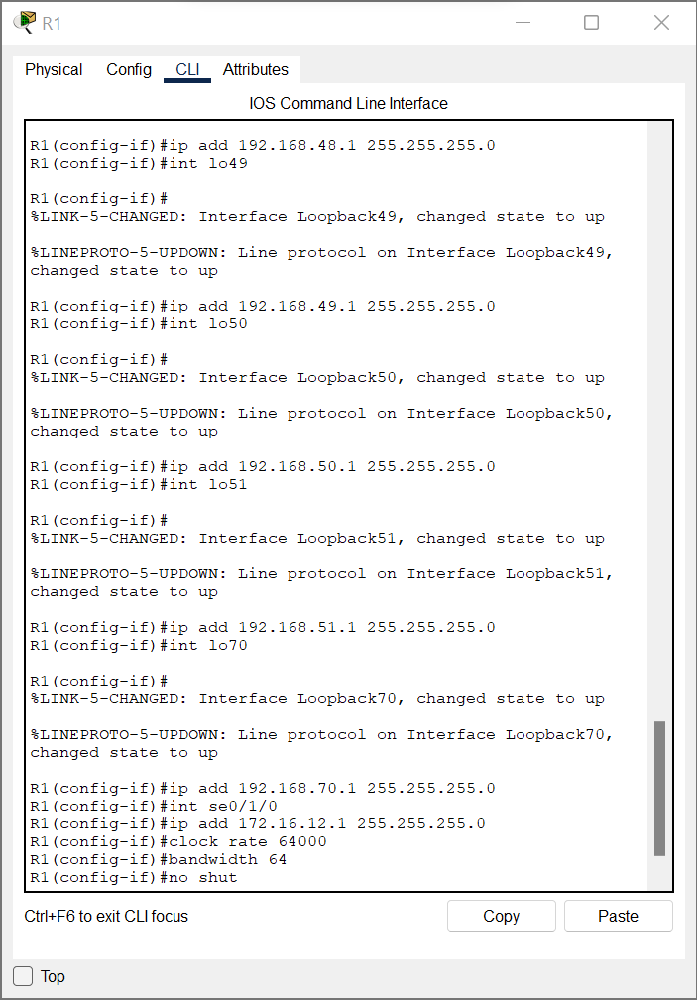 R1
Physical Config CLI Attributes
IOS Command Line Interface
R1(config-if)#ip add 192.168.48.1 255.255.255.0
R1(config-if)#int lo49
R1(config-if)#
%LINK-5-CHANGED: Interface Loopback49, changed state to up
%LINEPROTO-5-UPDOWN: Line protocol on Interface Loopback49,
changed state to up
R1(config-if)#ip add 192.168.49.1 255.255.255.0
R1(config-if)#int lo50
R1(config-if)#
%LINK-5-CHANGED: Interface Loopback50, changed state to up
%LINEPROTO-5-UPDOWN: Line protocol on Interface Loopback50,
changed state to up
R1(config-if)#ip add 192.168.50.1 255.255.255.0
R1(config-if)#int lo51
R1(config-if)#
%LINK-5-CHANGED: Interface Loopback51, changed state to up
%LINEPROTO-5-UPDOWN: Line protocol on Interface Loopback51,
changed state to up
R1(config-if)#ip add 192.168.51.1 255.255.255.0
R1(config-if)#int lo70
R1(config-if)#
%LINK-5-CHANGED: Interface Loopback70, changed state to up
%LINEPROTO-5-UPDOWN: Line protocol on Interface Loopback70,
changed state to up
R1(config-if)#ip add 192.168.70.1 255.255.255.0
R1(config-if)#int se0/1/0
R1(config-if)#ip add 172.16.12.1 255.255.255.0
R1(config-if)#clock rate 64000
R1(config-if)#bandwidth 64
R1(config-if)#no shut
Ctrl+F6 to exit CLI focus Copy Paste
Top